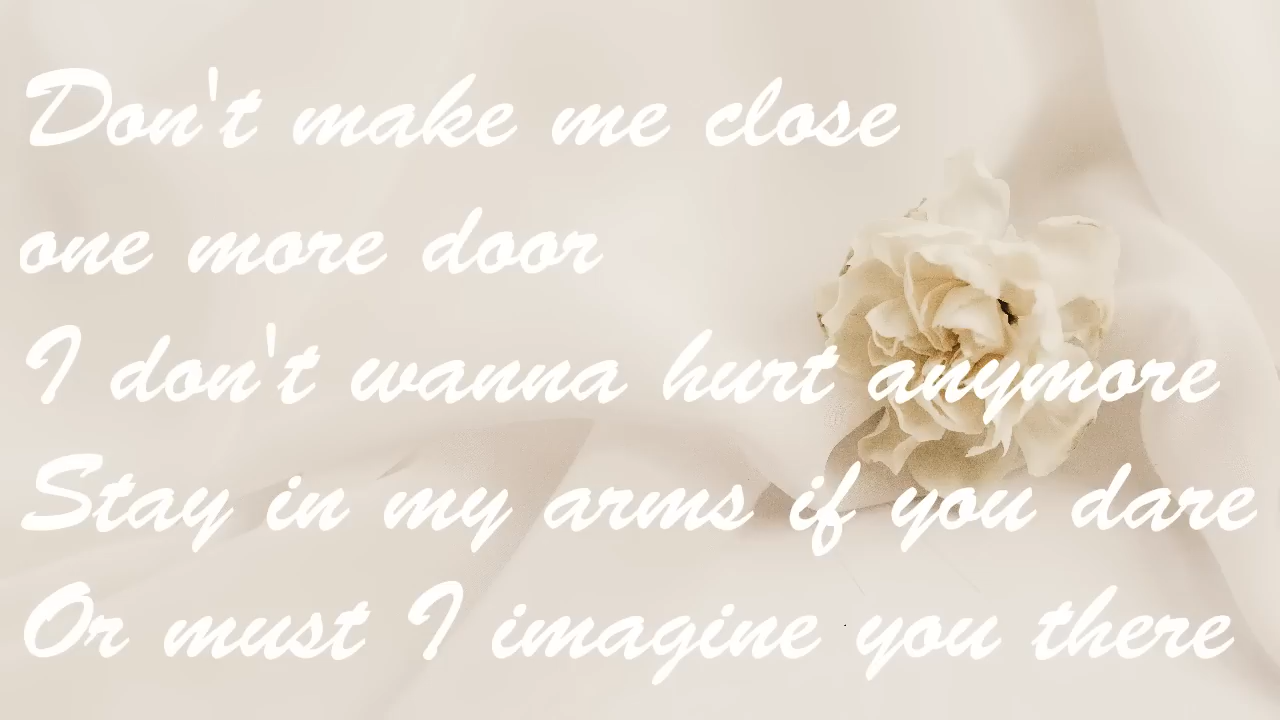 Don't make me close
one more door
I don't wanna hurt anymore
Stay in my arms if you dare
Or must I imagine you there